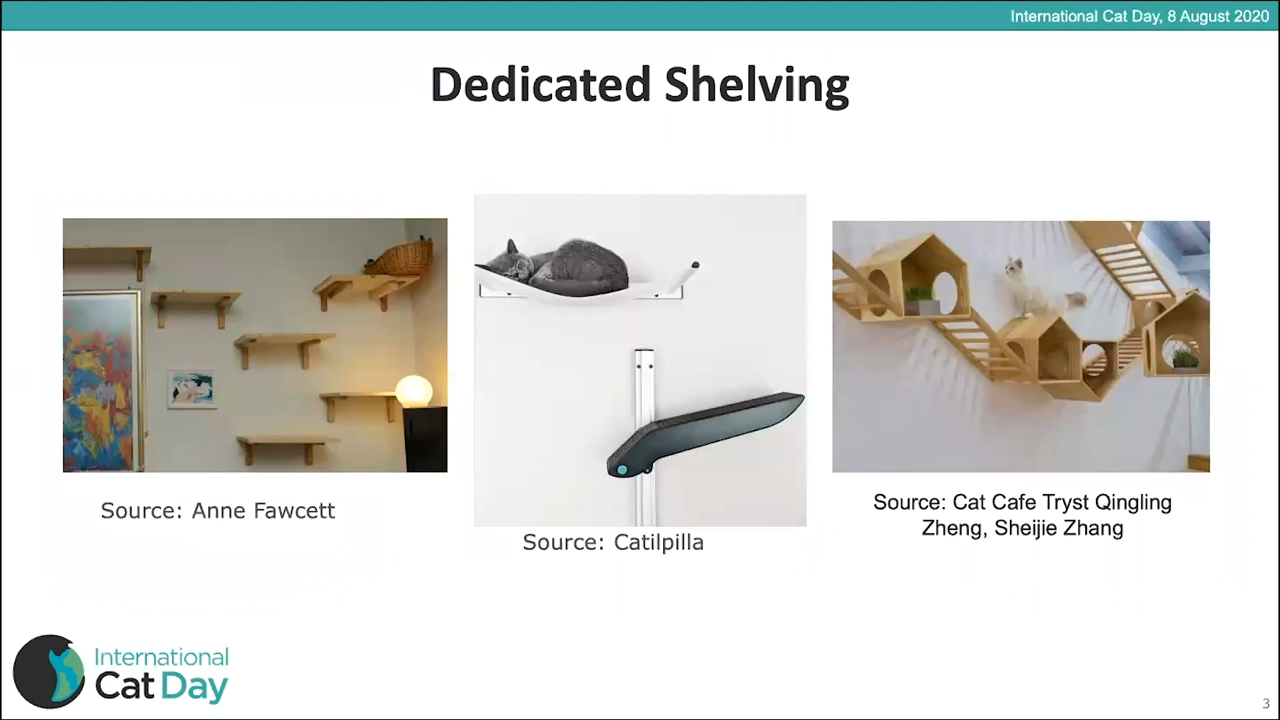 International Cat Day, 8 August 2020
Dedicated Shelving
Source: Anne Fawcett
Source: Catilpilla
Source: Cat Cafe Tryst Qingling
Zheng, Sheijie Zhang
International
Cat Day
3